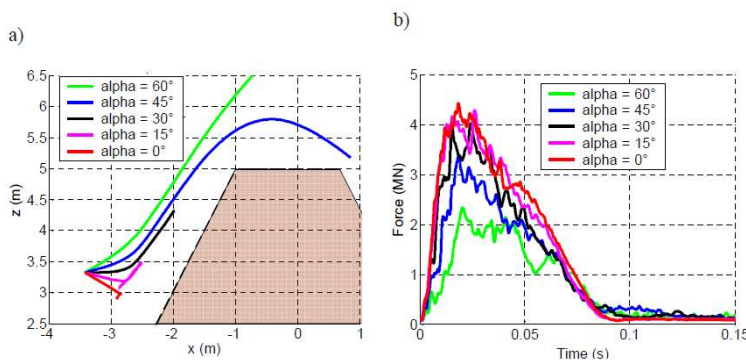 a)
b)
6.5
6
5.5
5
4.5
4
3.5
3
2.5
z (m)
alpha = 60°
alpha = 45°
alpha = 30°
alpha = 15°
alpha = 0°
-4 -3 -2 -1 0 1
x (m)
5
4
3
2
1
0
Force (MN)
alpha = 60°
alpha = 45°
alpha = 30°
alpha = 15°
alpha = 0°
0 0.05 0.1 0.15
Time (s)